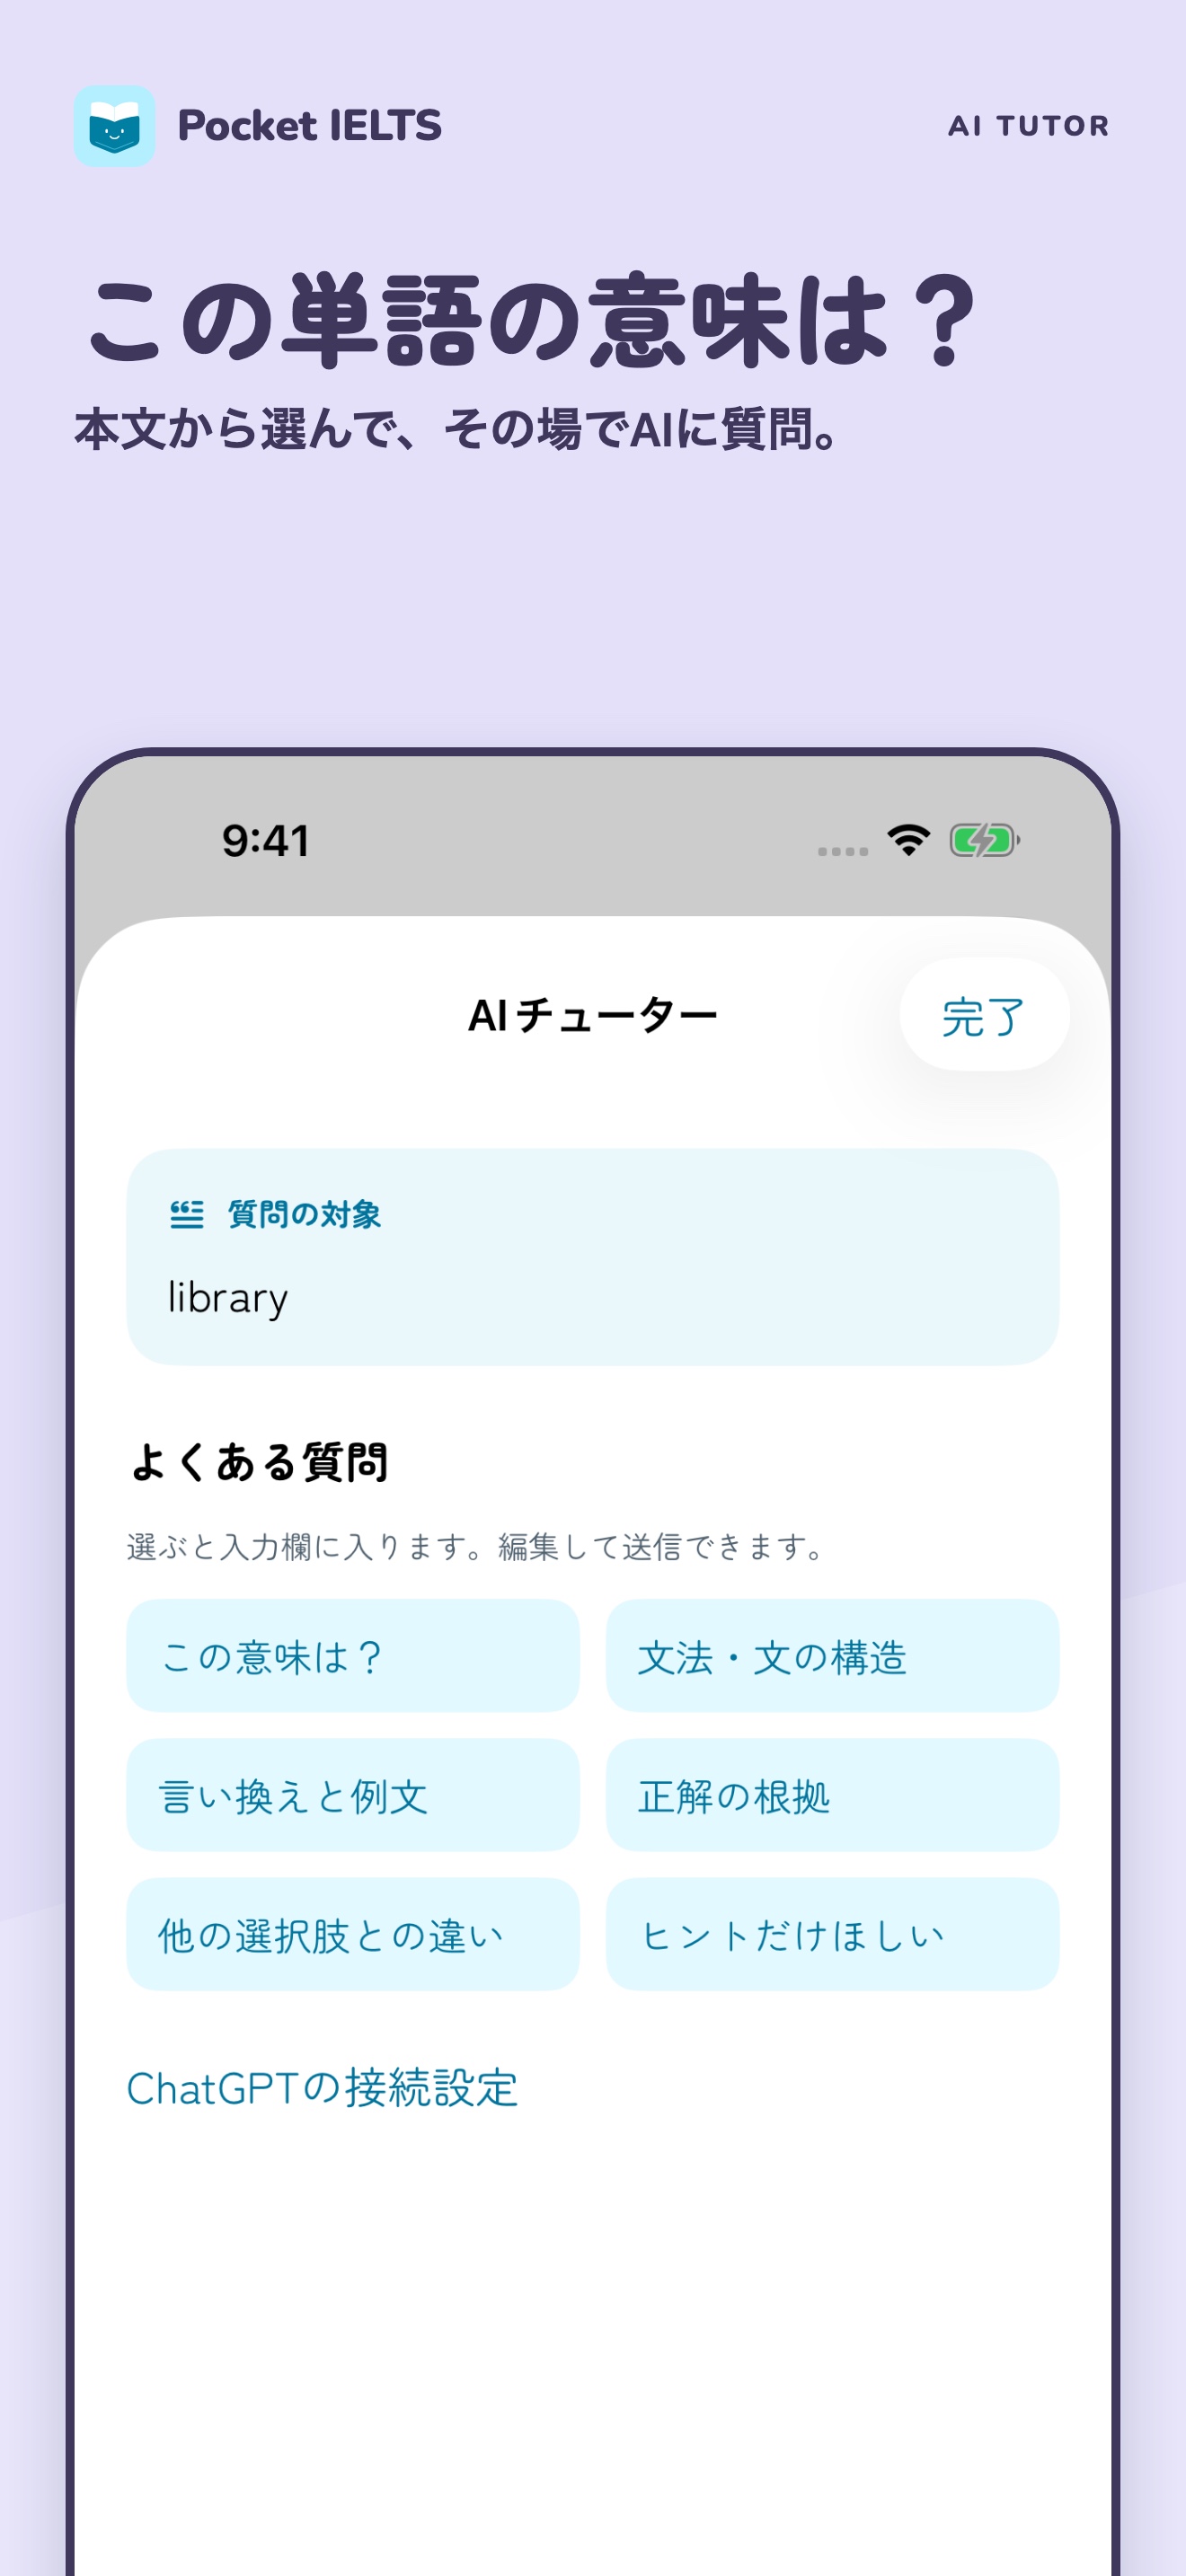 Pocket IELTS
AI TUTOR
この単語の意味は？
本文から選んで、その場でAIに質問。
9:41
AIチューター
完了
質問の対象
library
よくある質問
選ぶと入力欄に入ります。編集して送信できます。
この意味は？
文法・文の構造
言い換えと例文
正解の根拠
他の選択肢との違い
ヒントだけほしい
ChatGPTの接続設定